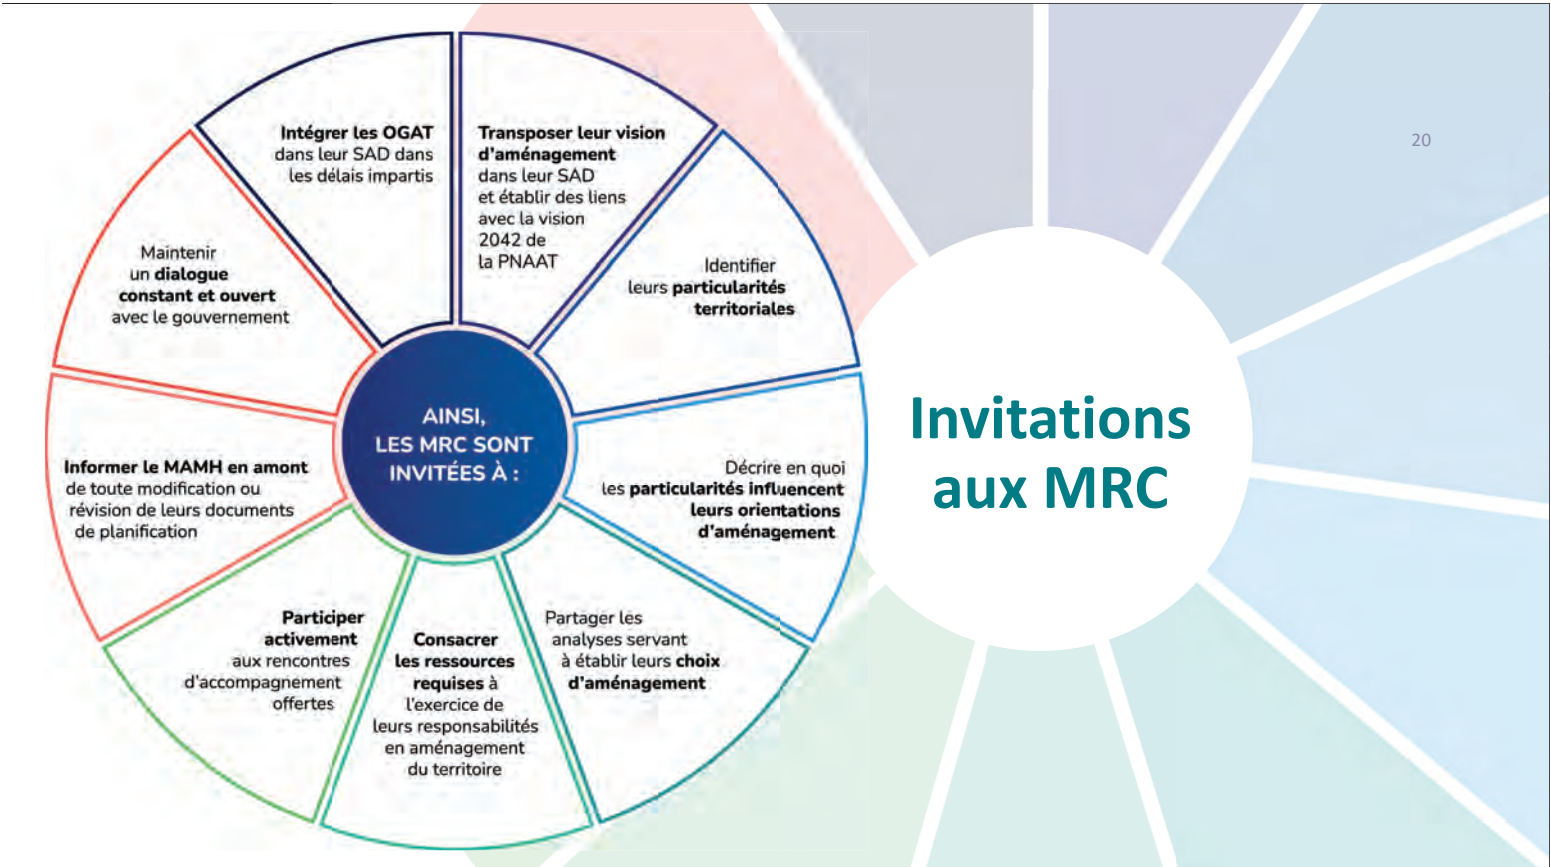 Intégrer les OGAT
dans leur SAD dans
les délais impartis
Transposer leur vision
d'aménagement
dans leur SAD
et établir des liens
avec la vision
2042 de
la PNAAT
Identifier
leurs particularités
territoriales
Décrire en quoi
les particularités influencent
leurs orientations
d'aménagement
Partager les
analyses servant
à établir leurs choix
d'aménagement
Consacrer
les ressources
requises à
l'exercice de
leurs responsabilités
en aménagement
du territoire
Participer
activement
aux rencontres
d'accompagnement
offertes
Informer le MAMH en amont
de toute modification ou
révision de leurs documents
de planification
Maintenir
un dialogue
constant et ouvert
avec le gouvernement
AINSI,
LES MRC SONT
INVITÉES À :
Invitations
aux MRC
20